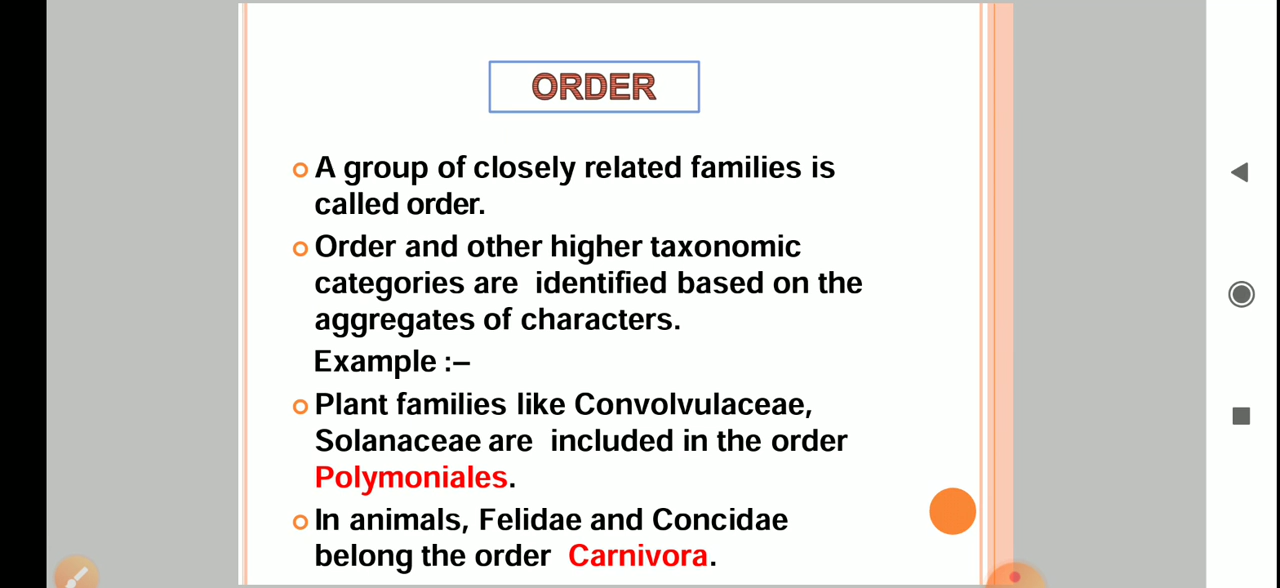 ORDER
A group of closely related families is
called order.
Order and other higher taxonomic
categories are identified based on the
aggregates of characters.
Example :–
Plant families like Convolvulaceae,
Solanaceae are included in the order
Polymoniales.
In animals, Felidae and Concidae
belong the order Carnivora.